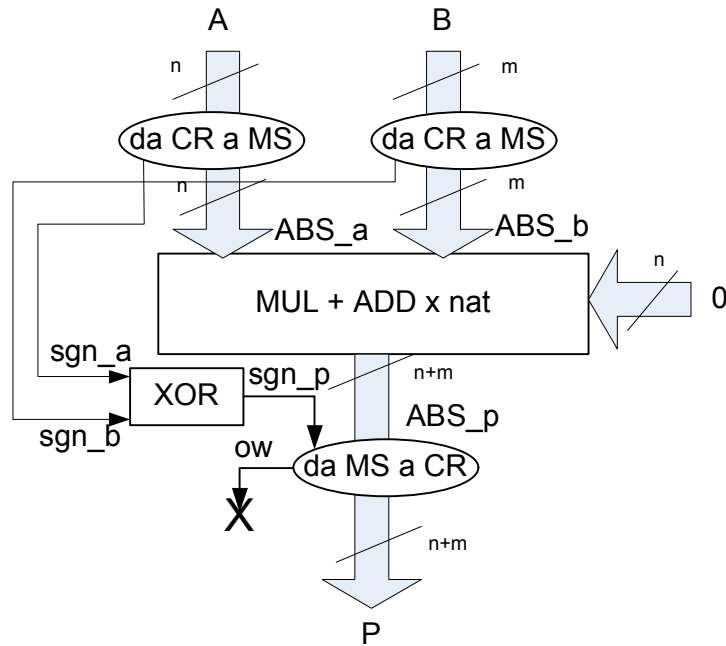 A B
n m
da CR a MS da CR a MS
n m
ABS_a ABS_b
n
MUL + ADD x nat 0
sgn_a
sgn_p n+m
XOR
ABS_p
sgn_b
ow
da MS a CR
X
n+m
P